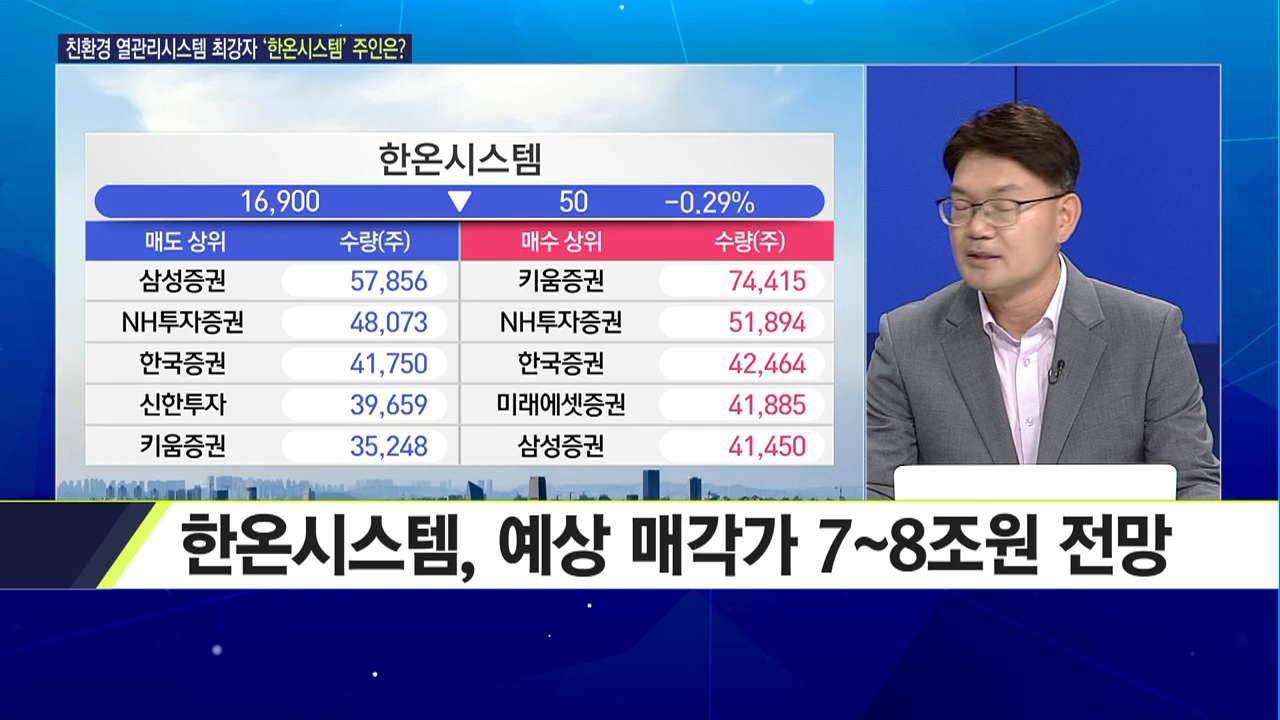 친환경 열관리시스템 최강자 ‘한온시스템’ 주인은?
한온시스템
16,900 ▼ 50 -0.29%
매도 상위 수량(주) 매수 상위 수량(주)
삼성증권 57,856 키움증권 74,415
NH투자증권 48,073 NH투자증권 51,894
한국증권 41,750 한국증권 42,464
신한투자 39,659 미래에셋증권 41,885
키움증권 35,248 삼성증권 41,450
한온시스템, 예상 매각가 7~8조원 전망